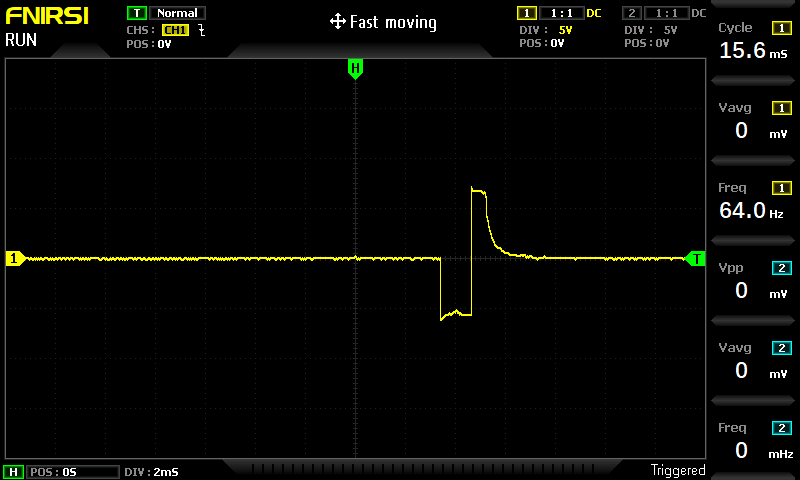 FNIRSI
RUN
T Normal
CHS: CH1
POS: 0V
Fast moving
1 1:1 DC
DIV: 5V
POS: 0V
2 1:1 DC
DIV: 5V
POS: 0V
H
1
T
Cycle 1
15.6 mS
Vavg 1
0 mV
Freq 1
64.0 Hz
Vpp 2
0 mV
Vavg 2
0 mV
Freq 2
0 mHz
H POS: 0S DIV: 2mS
Triggered